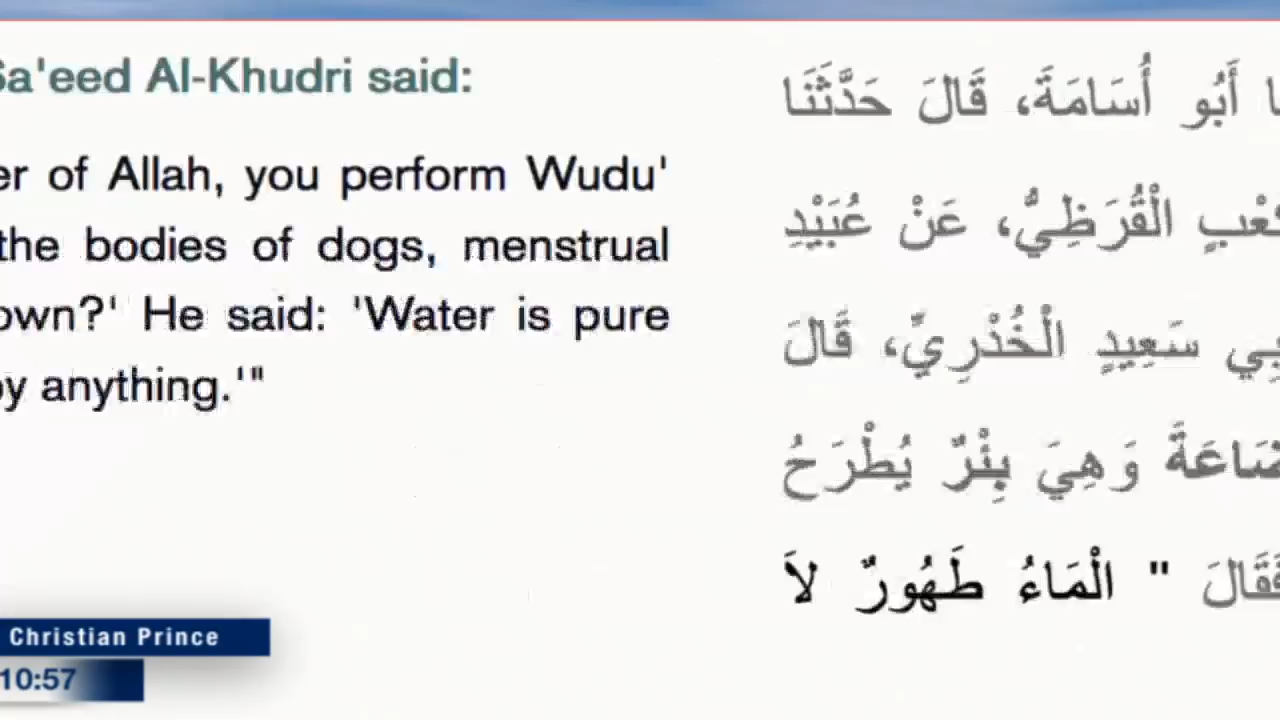 Sa'eed Al-Khudri said:
er of Allah, you perform Wudu'
the bodies of dogs, menstrual
own?' He said: 'Water is pure
by anything.'"
أَبُو أُسَامَةَ، قَالَ حَدَّثَنَا
الْقُرَظِيُّ، عَنْ عُبَيْدِ
سَعِيدٍ الْخُدْرِيِّ، قَالَ
وَهِيَ بِئْرٌ يُطْرَحُ
فَقَالَ " الْمَاءُ طَهُورٌ لاَ
Christian Prince
10:57